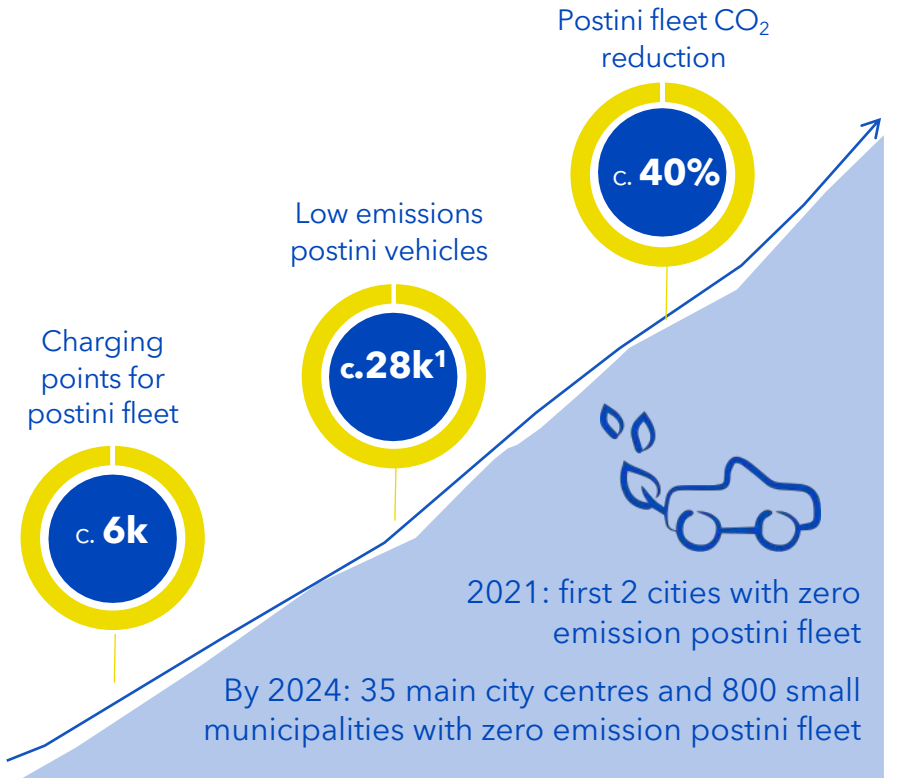 Postini fleet CO₂
reduction
c. 40%
Low emissions
postini vehicles
c.28k¹
Charging
points for
postini fleet
c. 6k
2021: first 2 cities with zero
emission postini fleet
By 2024: 35 main city centres and 800 small
municipalities with zero emission postini fleet